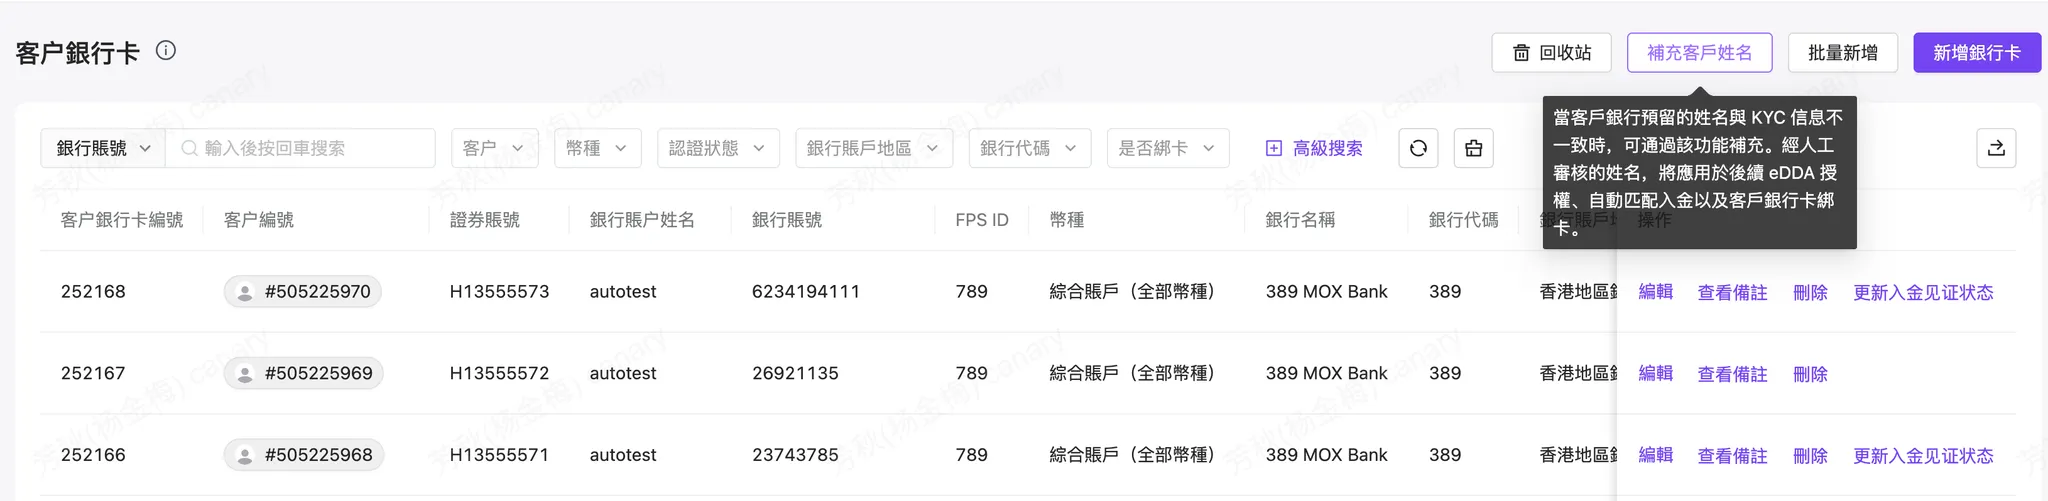 客户銀行卡
回收站
補充客戶姓名
批量新增
新增銀行卡
當客戶銀行預留的姓名與 KYC 信息不
一致時，可通過該功能補充。經人工
審核的姓名，將應用於後續 eDDA 授
權、自動匹配入金以及客戶銀行卡綁
卡。
銀行賬號 輸入後按回車搜索 客户 幣種 認證狀態 銀行賬戶地區 銀行代碼 是否綁卡 高級搜索
客户銀行卡編號 客户編號 證券賬號 銀行賬户姓名 銀行賬號 FPS ID 幣種 銀行名稱 銀行代碼 銀行賬戶地 操作
252168 #505225970 H13555573 autotest 6234194111 789 綜合賬戶（全部幣種） 389 MOX Bank 389 香港地區 編輯 查看備註 刪除 更新入金见证状态
252167 #505225969 H13555572 autotest 26921135 789 綜合賬戶（全部幣種） 389 MOX Bank 389 香港地區 編輯 查看備註 刪除
252166 #505225968 H13555571 autotest 23743785 789 綜合賬戶（全部幣種） 389 MOX Bank 389 香港地區 編輯 查看備註 刪除 更新入金见证状态
芳秋(杨金梅) canary